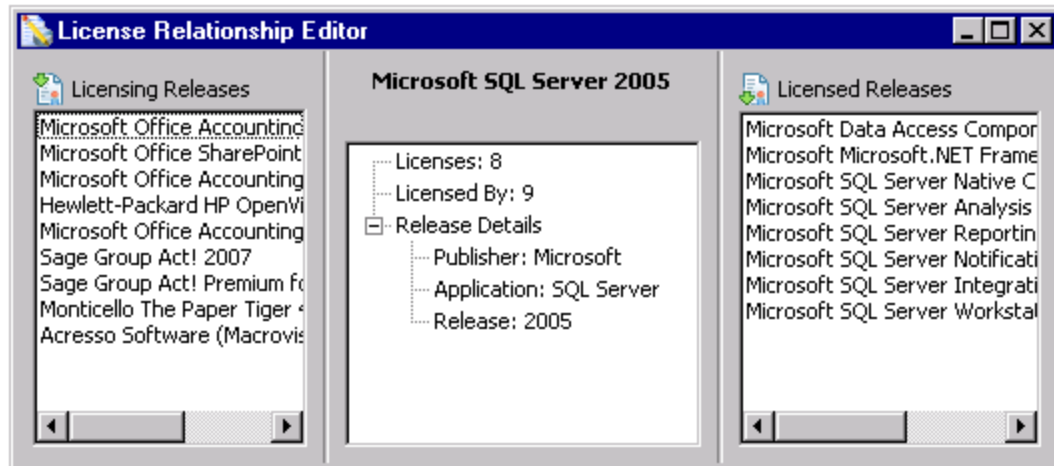 License Relationship Editor
Licensing Releases
Microsoft Office Accounting
Microsoft Office SharePoint
Microsoft Office Accounting
Hewlett-Packard HP OpenVi
Microsoft Office Accounting
Sage Group Act! 2007
Sage Group Act! Premium fo
Monticello The Paper Tiger
Acresso Software (Macrovis
Microsoft SQL Server 2005
Licenses: 8
Licensed By: 9
Release Details
Publisher: Microsoft
Application: SQL Server
Release: 2005
Licensed Releases
Microsoft Data Access Compor
Microsoft Microsoft.NET Frame
Microsoft SQL Server Native C
Microsoft SQL Server Analysis
Microsoft SQL Server Reportin
Microsoft SQL Server Notificati
Microsoft SQL Server Integrati
Microsoft SQL Server Workstal